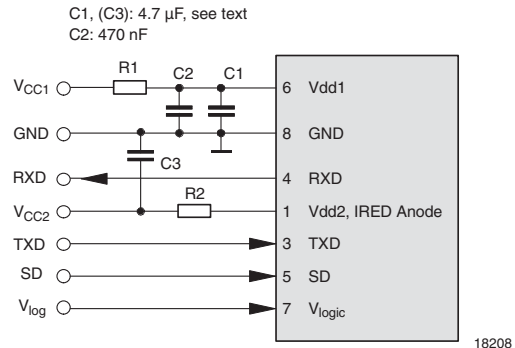 C1, (C3): 4.7 µF, see text
C2: 470 nF
R1
C2
C1
VCC1
6 Vdd1
GND
8 GND
C3
RXD
4 RXD
R2
VCC2
1 Vdd2, IRED Anode
TXD
3 TXD
SD
5 SD
Vlog
7 Vlogic
18208